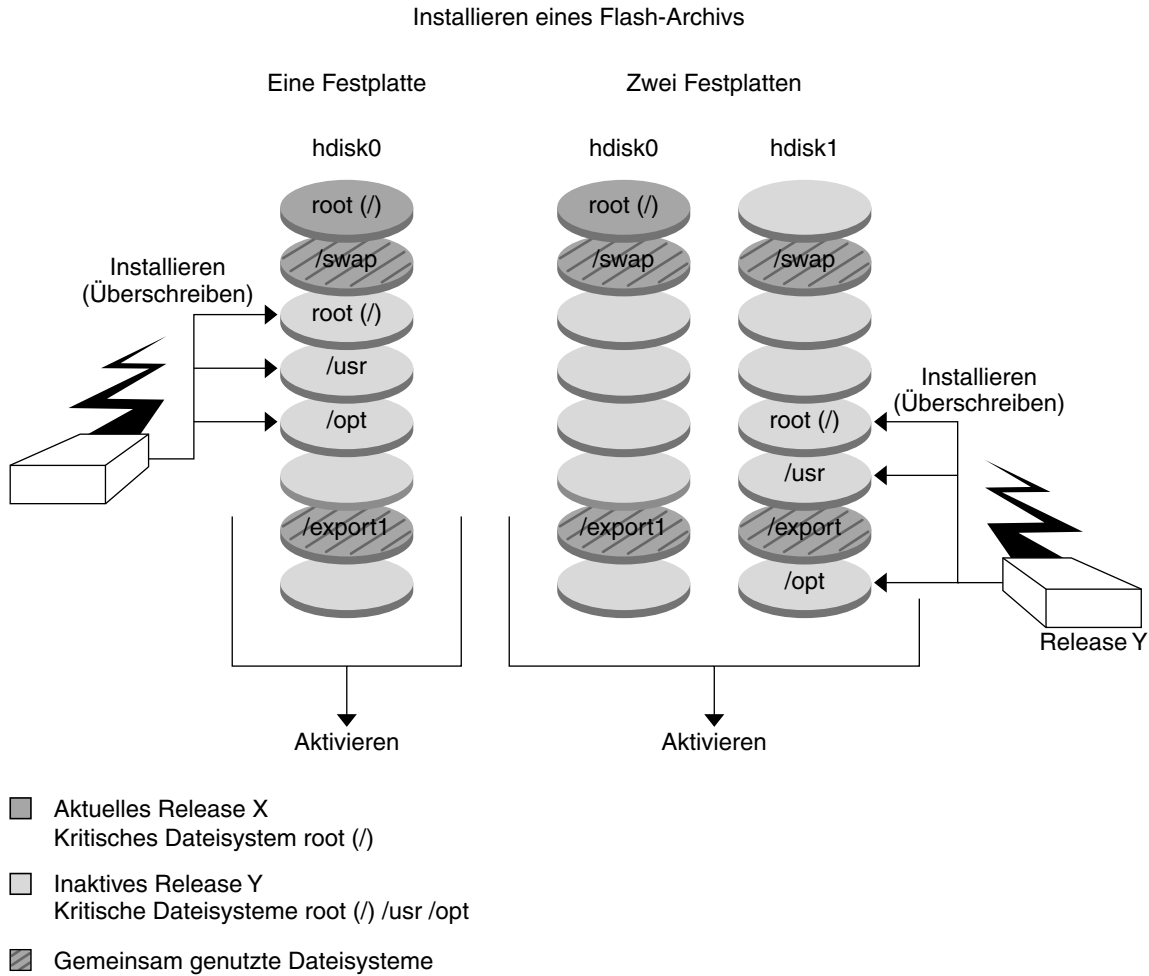 Installieren eines Flash-Archivs
Eine Festplatte
Zwei Festplatten
hdisk0
hdisk0
hdisk1
root (/)
/swap
root (/)
/usr
/opt
/export1
Installieren
(Überschreiben)
root (/)
/swap
/export1
/swap
root (/)
/usr
/export
/opt
Installieren
(Überschreiben)
Release Y
Aktivieren
Aktivieren
Aktuelles Release X
Kritisches Dateisystem root (/)
Inaktives Release Y
Kritische Dateisysteme root (/) /usr /opt
Gemeinsam genutzte Dateisysteme